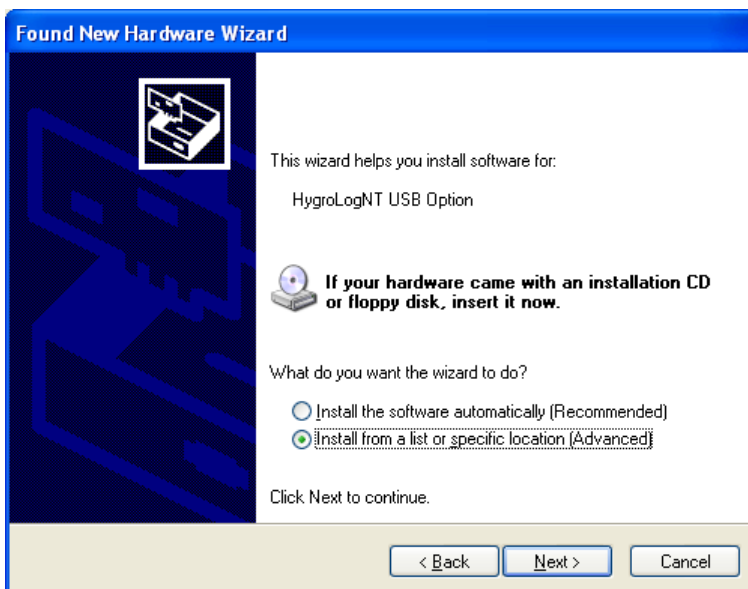 Found New Hardware Wizard
This wizard helps you install software for:
HygroLogNT USB Option
If your hardware came with an installation CD
or floppy disk, insert it now.
What do you want the wizard to do?
Install the software automatically (Recommended)
Install from a list or specific location (Advanced)
Click Next to continue.
< Back
Next >
Cancel